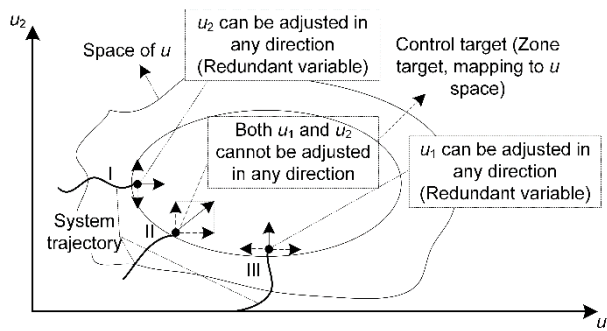 u2
u2 can be adjusted in
any direction
(Redundant variable)
Space of u
Control target (Zone
target, mapping to u
space)
Both u1 and u2
cannot be adjusted
in any direction
u1 can be adjusted in
any direction
(Redundant variable)
I
System
trajectory
II
III
u